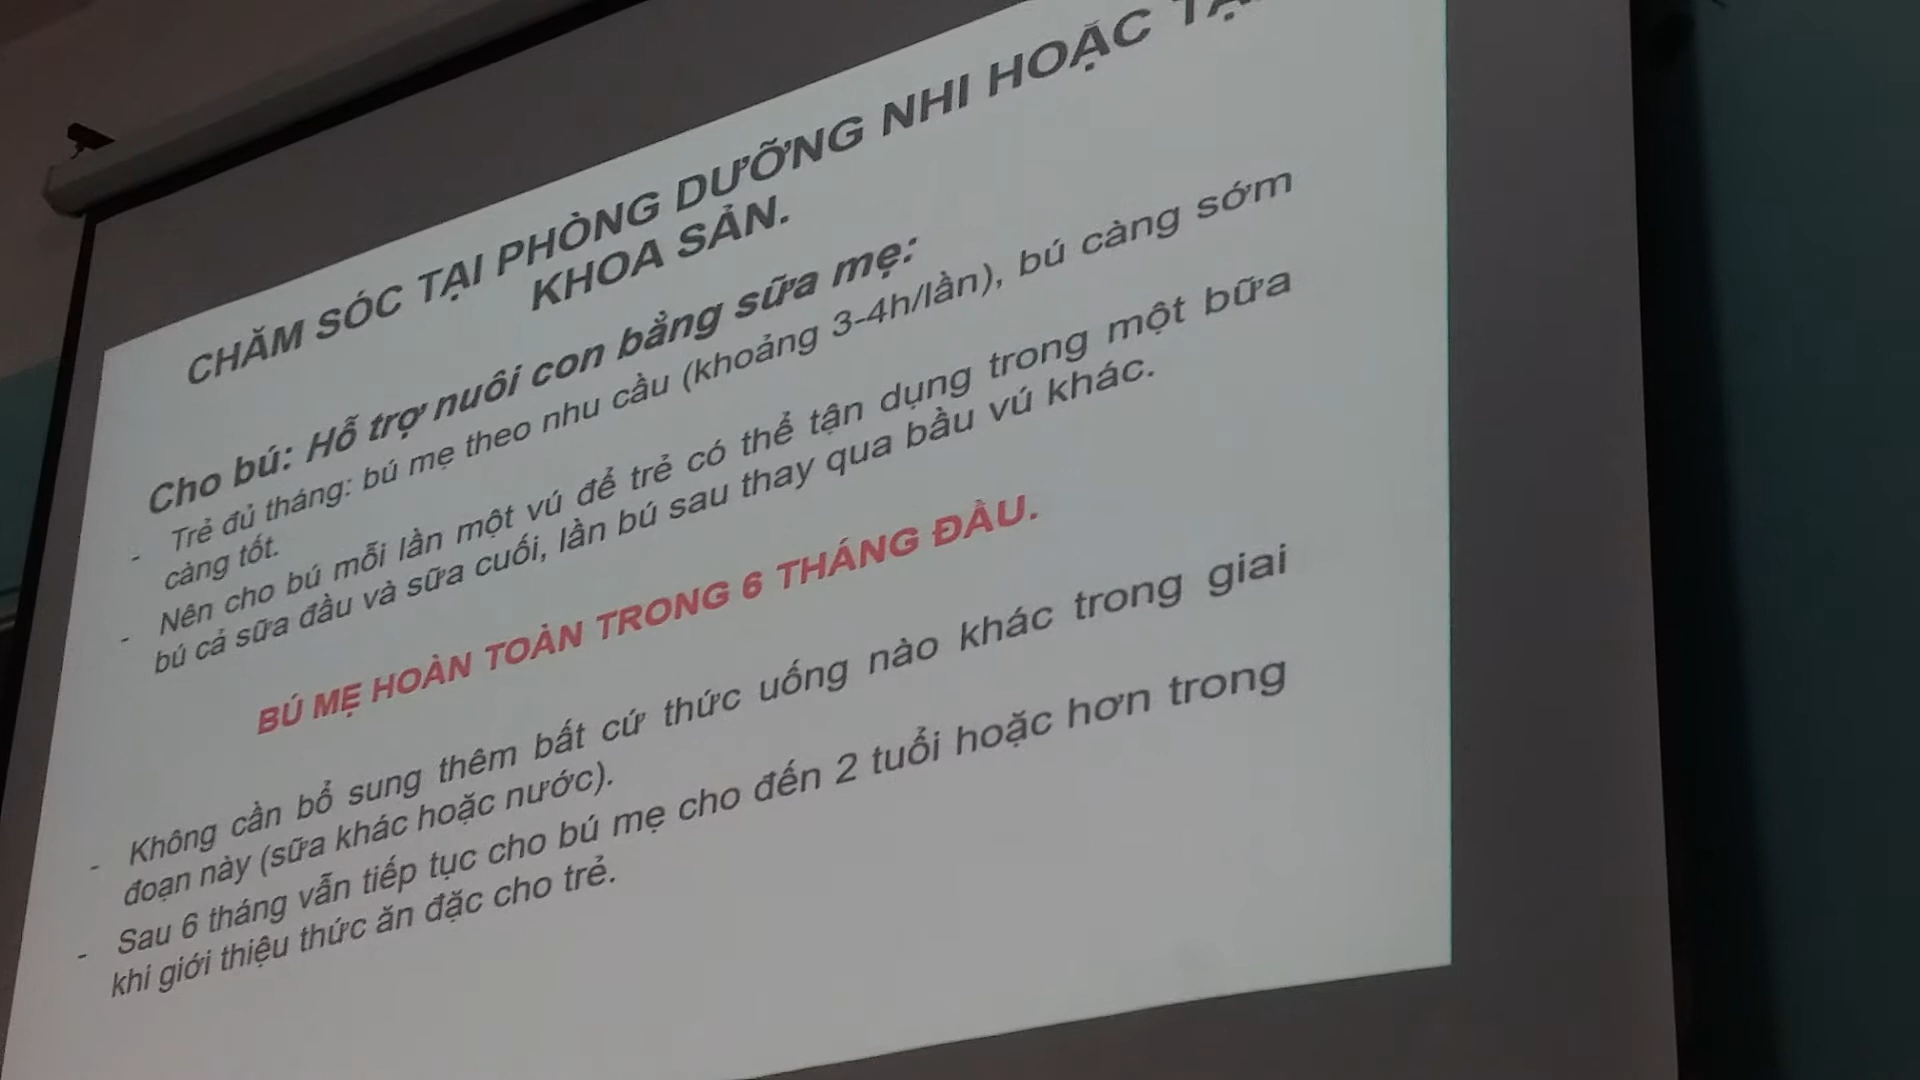 CHĂM SÓC TẠI PHÒNG DƯỠNG NHI HOẶC
KHOA SẢN.
Cho bú: Hỗ trợ nuôi con bằng sữa mẹ:
- Trẻ đủ tháng: bú mẹ theo nhu cầu (khoảng 3-4h/lần), bú càng sớm
càng tốt.
- Nên cho bú mỗi lần một vú để trẻ có thể tận dụng trong một bữa
bú cả sữa đầu và sữa cuối, lần bú sau thay qua bầu vú khác.
BÚ MẸ HOÀN TOÀN TRONG 6 THÁNG ĐẦU.
- Không cần bổ sung thêm bất cứ thức uống nào khác trong giai
đoạn này (sữa khác hoặc nước).
- Sau 6 tháng vẫn tiếp tục cho bú mẹ cho đến 2 tuổi hoặc hơn trong
khi giới thiệu thức ăn đặc cho trẻ.